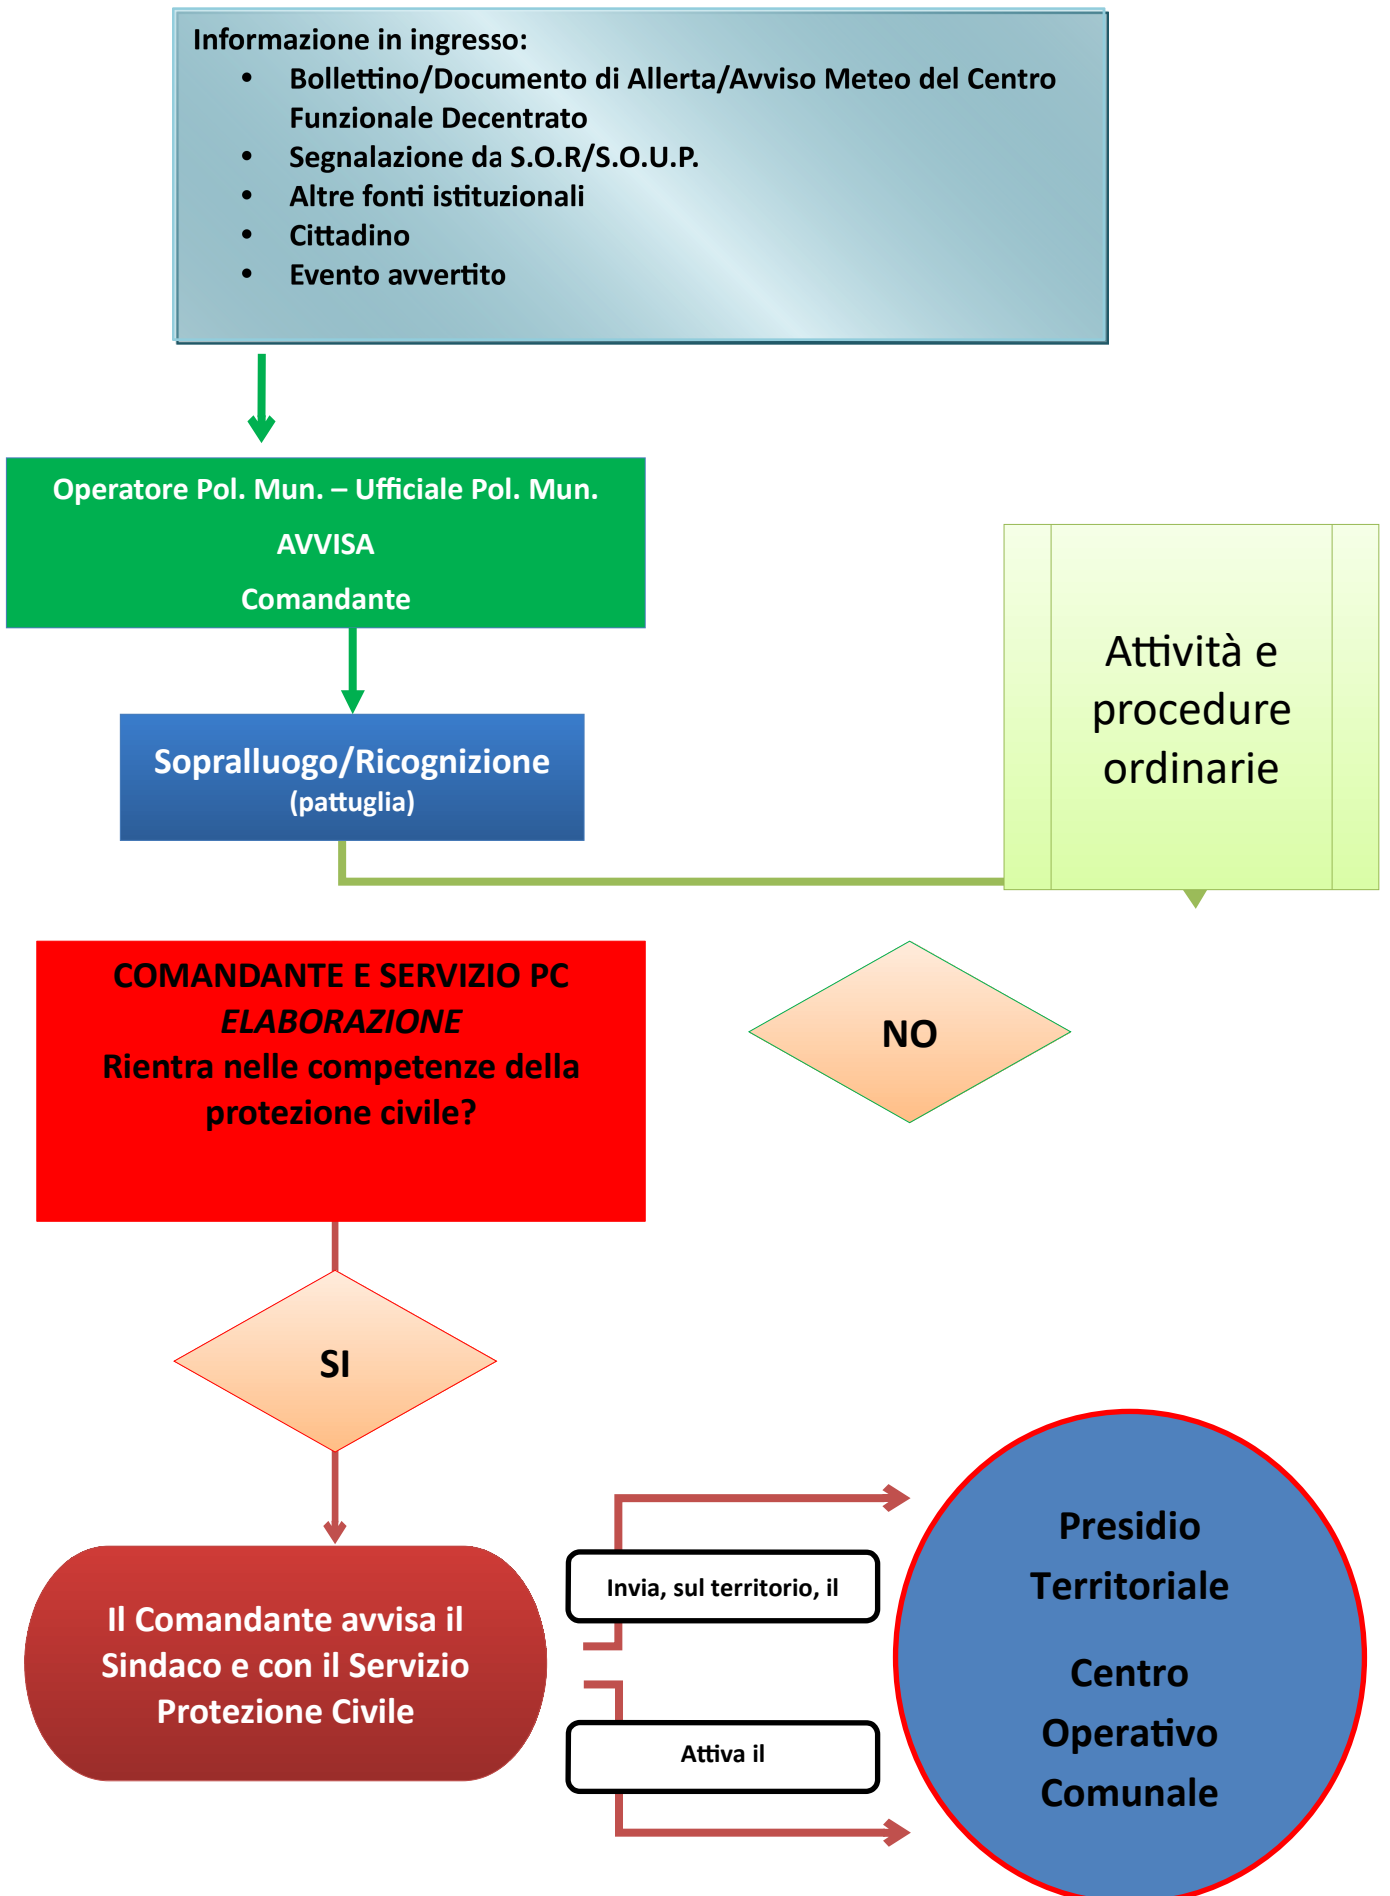 Informazione in ingresso:
• Bollettino/Documento di Allerta/Avviso Meteo del Centro
Funzionale Decentrato
• Segnalazione da S.O.R/S.O.U.P.
• Altre fonti istituzionali
• Cittadino
• Evento avvertito
Operatore Pol. Mun. – Ufficiale Pol. Mun.
AVVISA
Comandante
Attività e
procedure
ordinarie
Sopralluogo/Ricognizione
(pattuglia)
COMANDANTE E SERVIZIO PC
ELABORAZIONE
Rientra nelle competenze della
protezione civile?
NO
SI
Il Comandante avvisa il
Sindaco e con il Servizio
Protezione Civile
Invia, sul territorio, il
Attiva il
Presidio
Territoriale
Centro
Operativo
Comunale